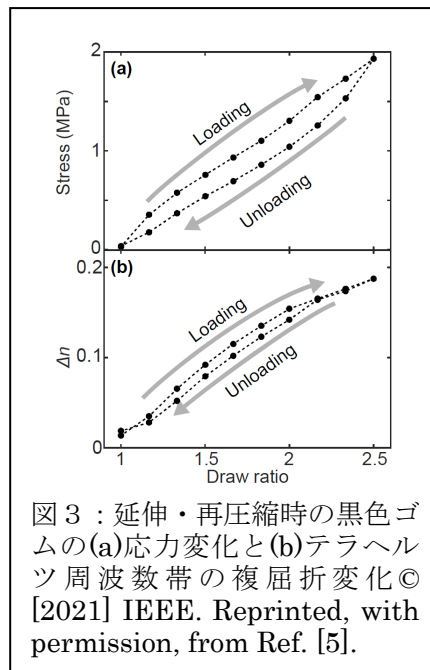 2
(a)
Loading
Stress (MPa)
1
Unloading
0
0.2
(b)
Loading
Δn
0.1
Unloading
0
1
1.5
2
2.5
Draw ratio
図３：延伸・再圧縮時の黒色ゴ
ムの(a)応力変化と(b)テラヘル
ツ周波数帯の複屈折変化©
[2021] IEEE. Reprinted, with
permission, from Ref. [5].